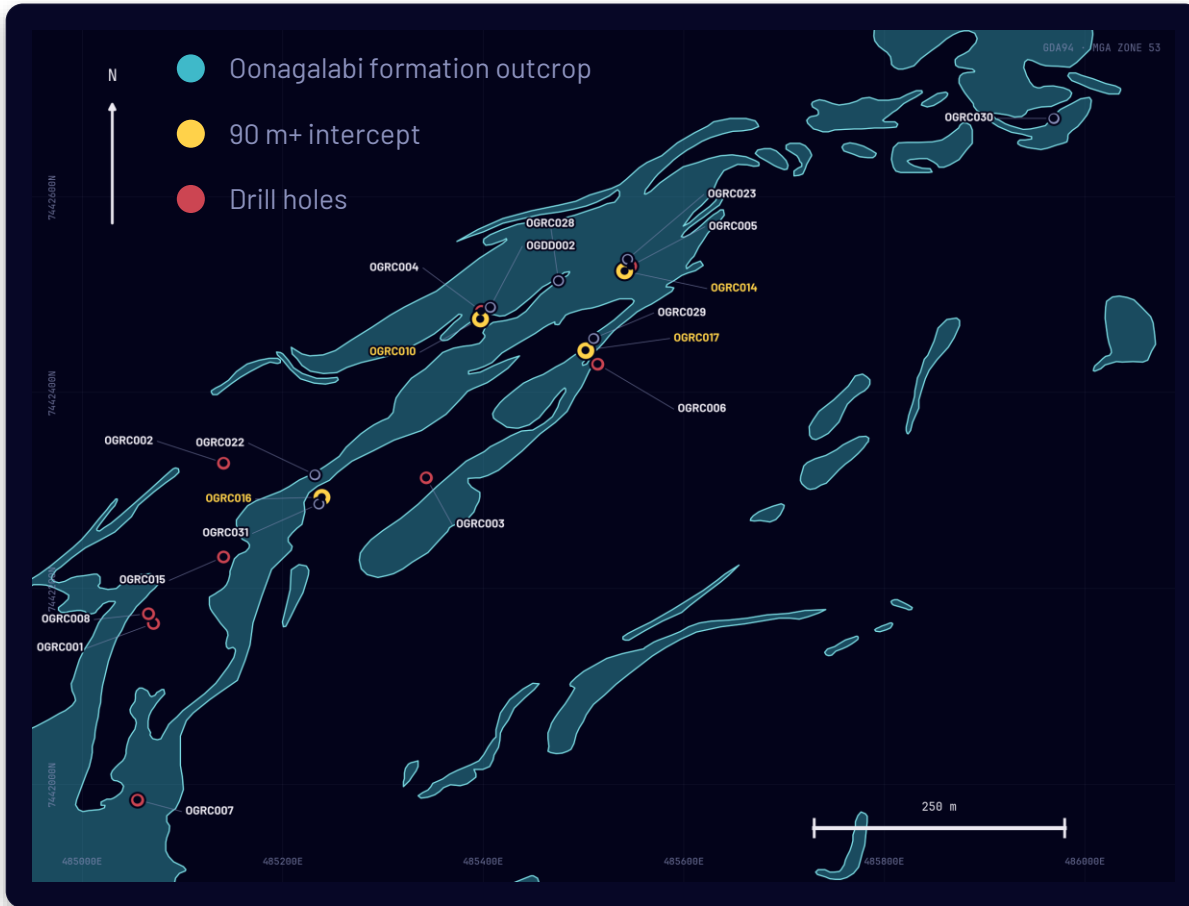 GDA94 · MGA ZONE 53
N
Oonagalabi formation outcrop
90 m+ intercept
Drill holes
OGRC030
7442600N
OGRC023
OGRC028
OGRC005
OGDD002
OGRC004
OGRC014
OGRC029
OGRC017
OGRC010
7442400N
OGRC006
OGRC002
OGRC022
OGRC016
OGRC003
OGRC031
OGRC015
OGRC008
OGRC001
7442000N
250 m
OGRC007
485000E
485200E
485400E
485600E
485800E
486000E